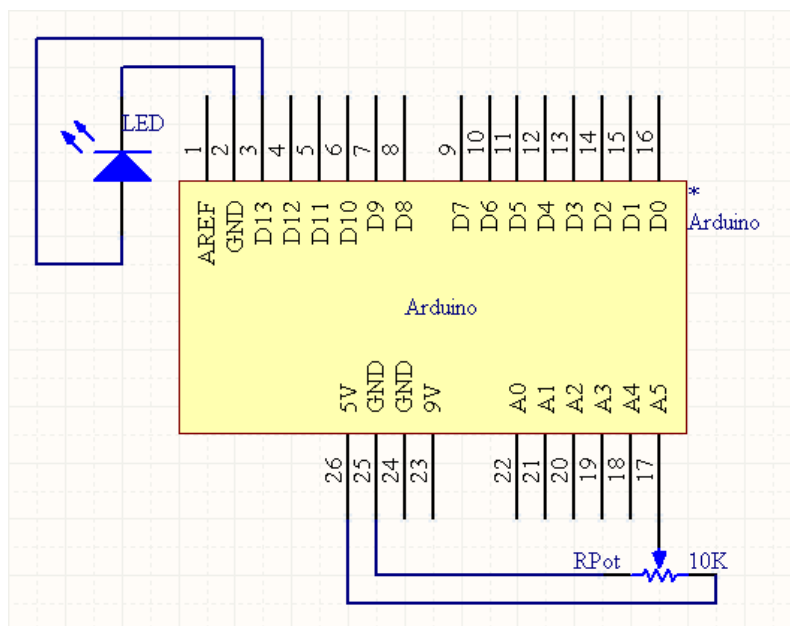 LED
1 2 3 4 5 6 7 8 9 10 11 12 13 14 15 16
AREF GND D13 D12 D11 D10 D9 D8 D7 D6 D5 D4 D3 D2 D1 D0
*
Arduino
Arduino
5V GND GND 9V A0 A1 A2 A3 A4 A5
26 25 24 23 22 21 20 19 18 17
RPot 10K